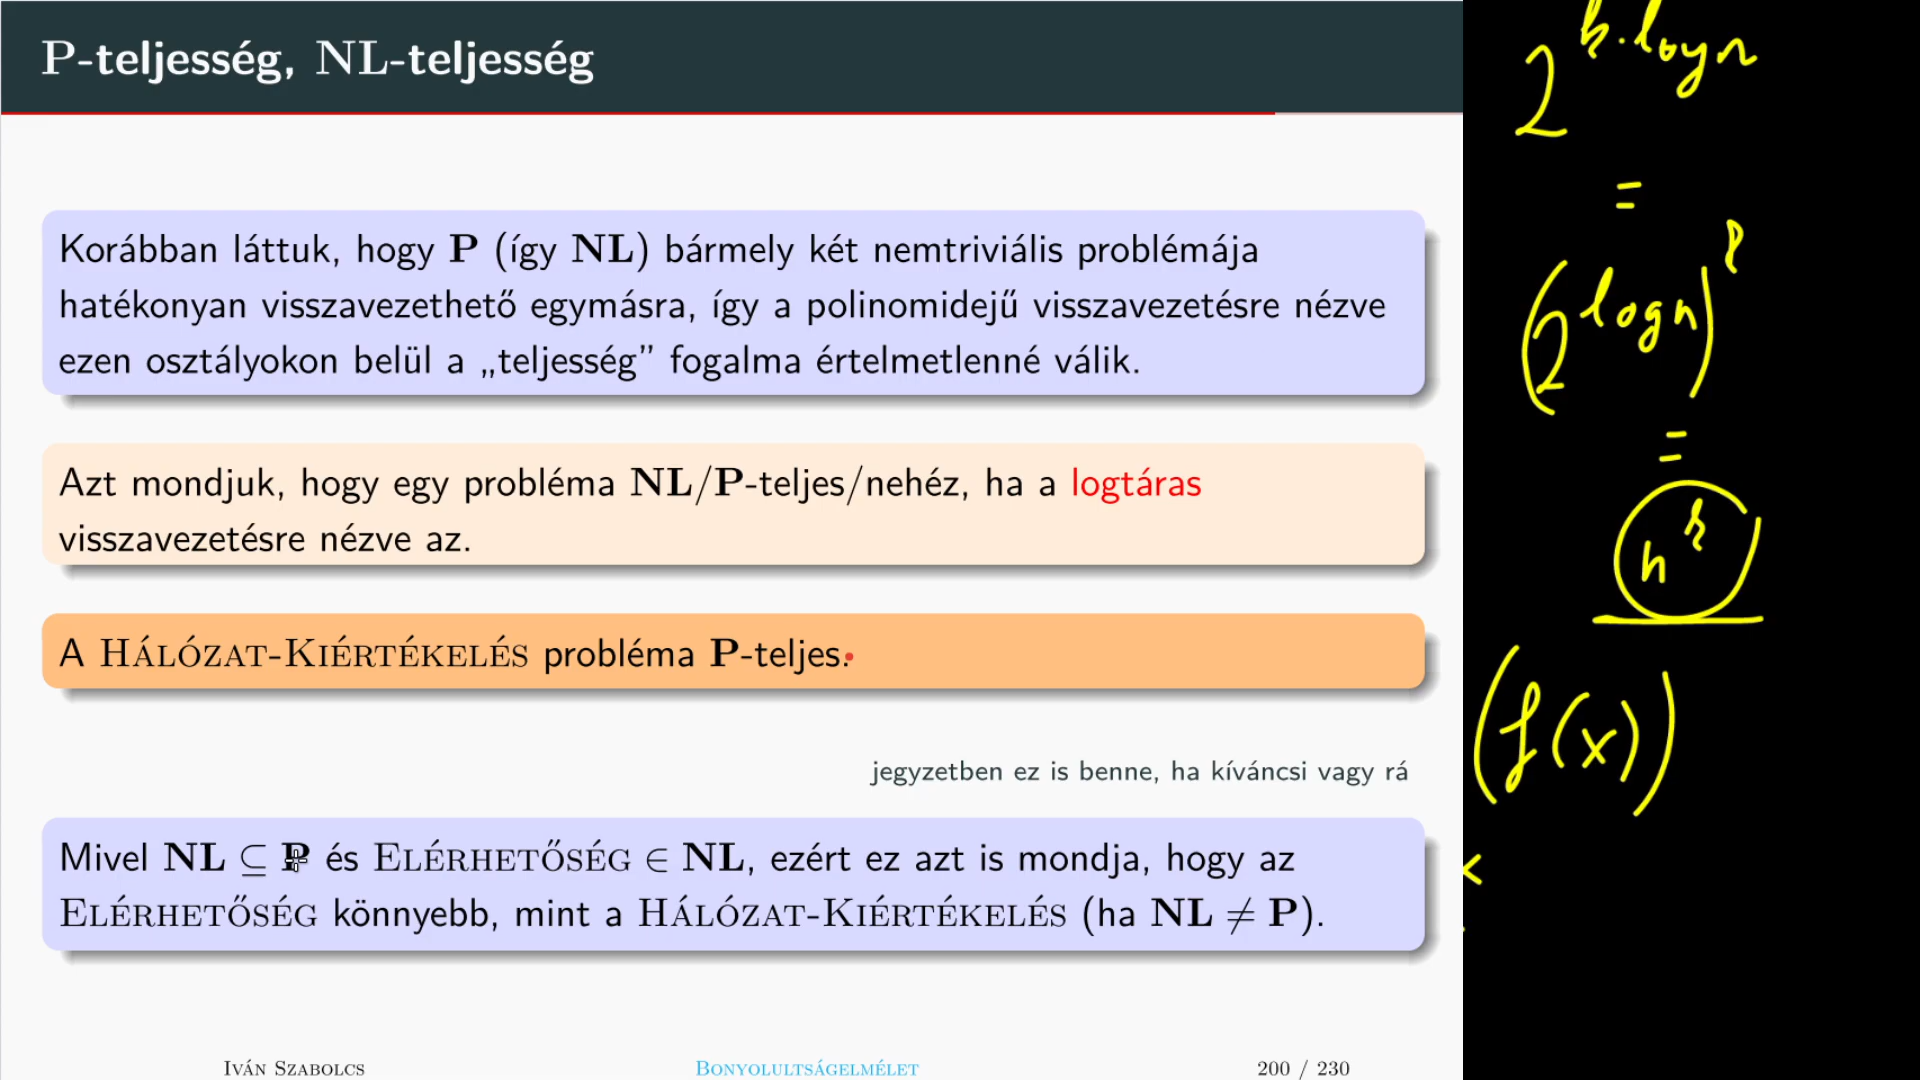 P-teljesség, NL-teljesség
Korábban láttuk, hogy P (így NL) bármely két nemtriviális problémája
hatékonyan visszavezethető egymásra, így a polinomidejű visszavezetésre nézve
ezen osztályokon belül a „teljesség” fogalma értelmetlenné válik.
Azt mondjuk, hogy egy probléma NL/P-teljes/nehéz, ha a logtáras
visszavezetésre nézve az.
A HÁLÓZAT-KIÉRTÉKELÉS probléma P-teljes.
jegyzetben ez is benne, ha kíváncsi vagy rá
Mivel NL ⊆ P és ELÉRHETŐSÉG ∈ NL, ezért ez azt is mondja, hogy az
ELÉRHETŐSÉG könnyebb, mint a HÁLÓZAT-KIÉRTÉKELÉS (ha NL ≠ P).
IVÁN SZABOLCS
BONYOLULTSÁGELMÉLET
200 / 230
2^{k·logn}
=
(2^{logn})^k
=
n^k
(f(x))